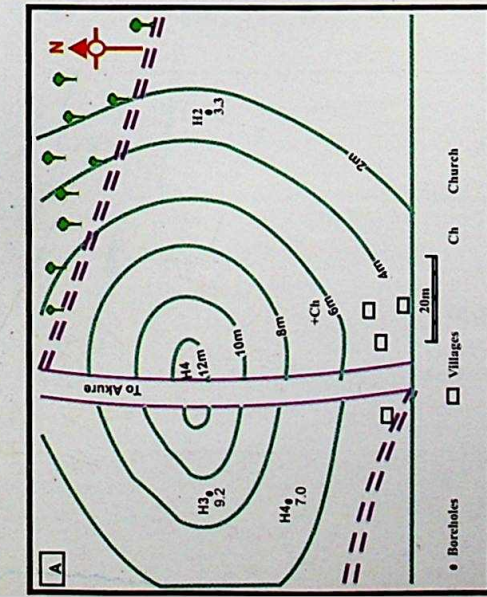 A
N
To Akure
H4
12m
10m
8m
6m
4m
2m
+Ch
H2
3.3
H3
9.2
H4
7.0
20m
Boreholes
Villages
Ch Church